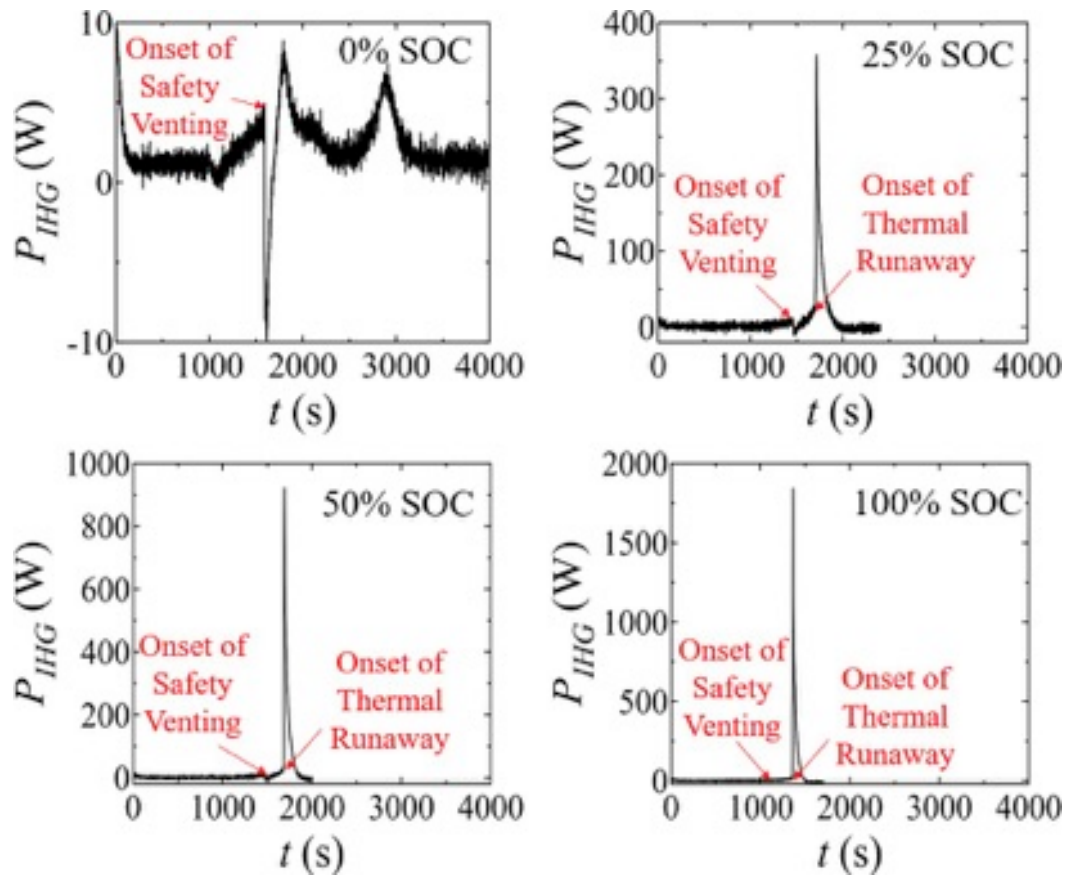 10
0
-10
P_IHG (W)
Onset of
Safety
Venting
0% SOC
0 1000 2000 3000 4000
t (s)
400
300
200
100
0
P_IHG (W)
25% SOC
Onset of
Safety
Venting
Onset of
Thermal
Runaway
0 1000 2000 3000 4000
t (s)
1000
800
600
400
200
0
P_IHG (W)
50% SOC
Onset of
Safety
Venting
Onset of
Thermal
Runaway
0 1000 2000 3000 4000
t (s)
2000
1500
1000
500
0
P_IHG (W)
100% SOC
Onset of
Safety
Venting
Onset of
Thermal
Runaway
0 1000 2000 3000 4000
t (s)